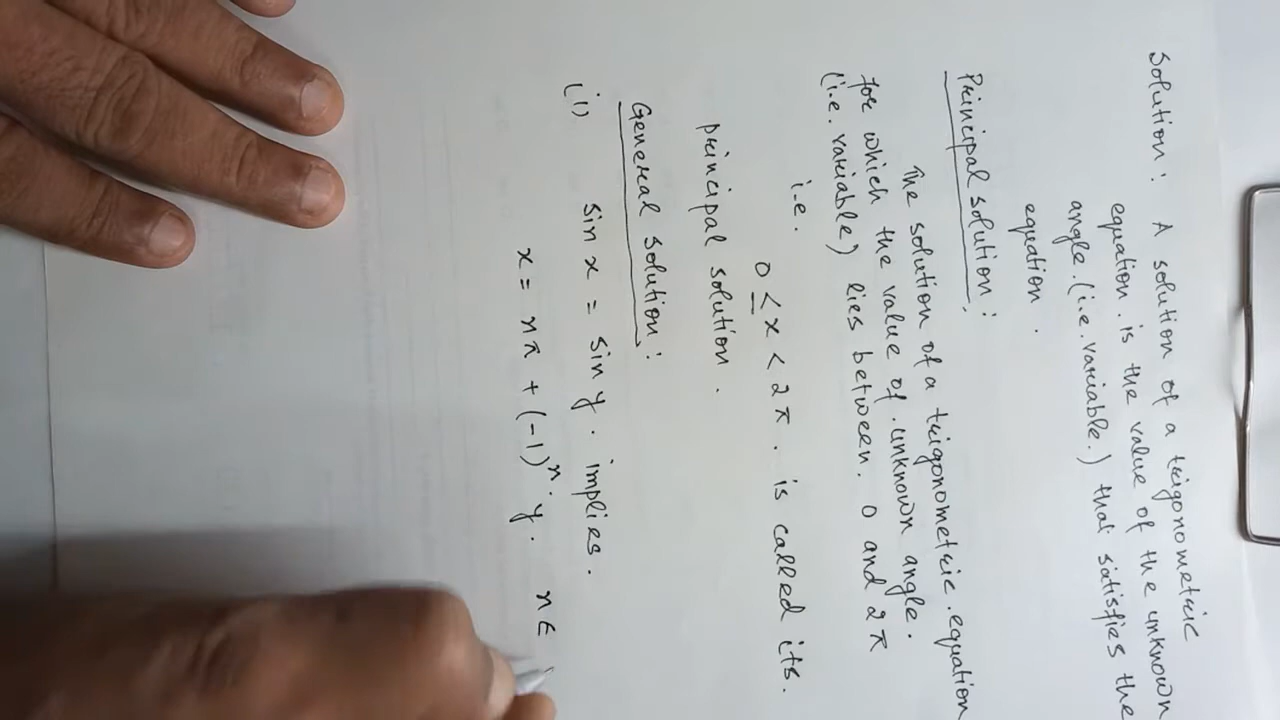 Solution : A solution of a trigonometric
equation . is the value of the unknown
angle . (i.e. variable.) that satisfies the
equation .
Principal solution :
The solution of a trigonometric . equation
for which the value of . unknown angle .
(i.e. variable) lies between . 0 and 2π
i.e. 0 ≤ x < 2π . is called its .
principal solution .
General solution :
(i) sin x = sin y . implies .
x = nπ + (-1)ⁿ . y . n ∈